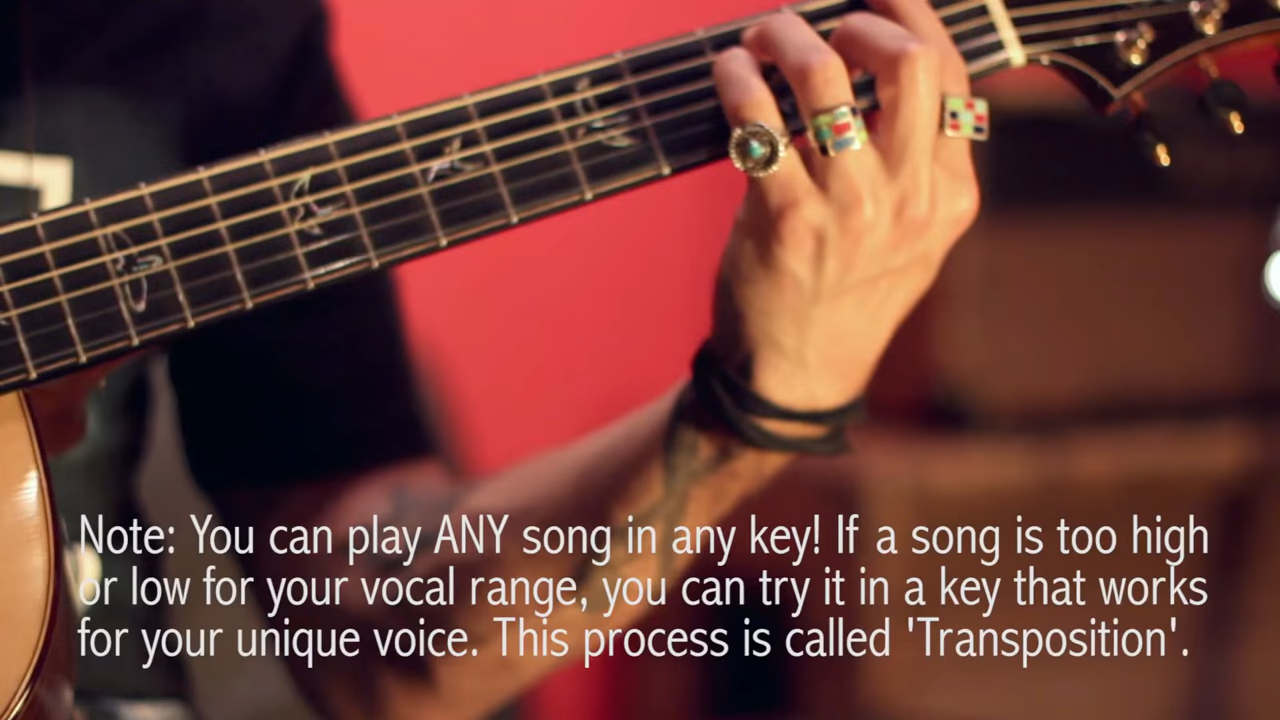 Note: You can play ANY song in any key! If a song is too high
or low for your vocal range, you can try it in a key that works
for your unique voice. This process is called 'Transposition'.